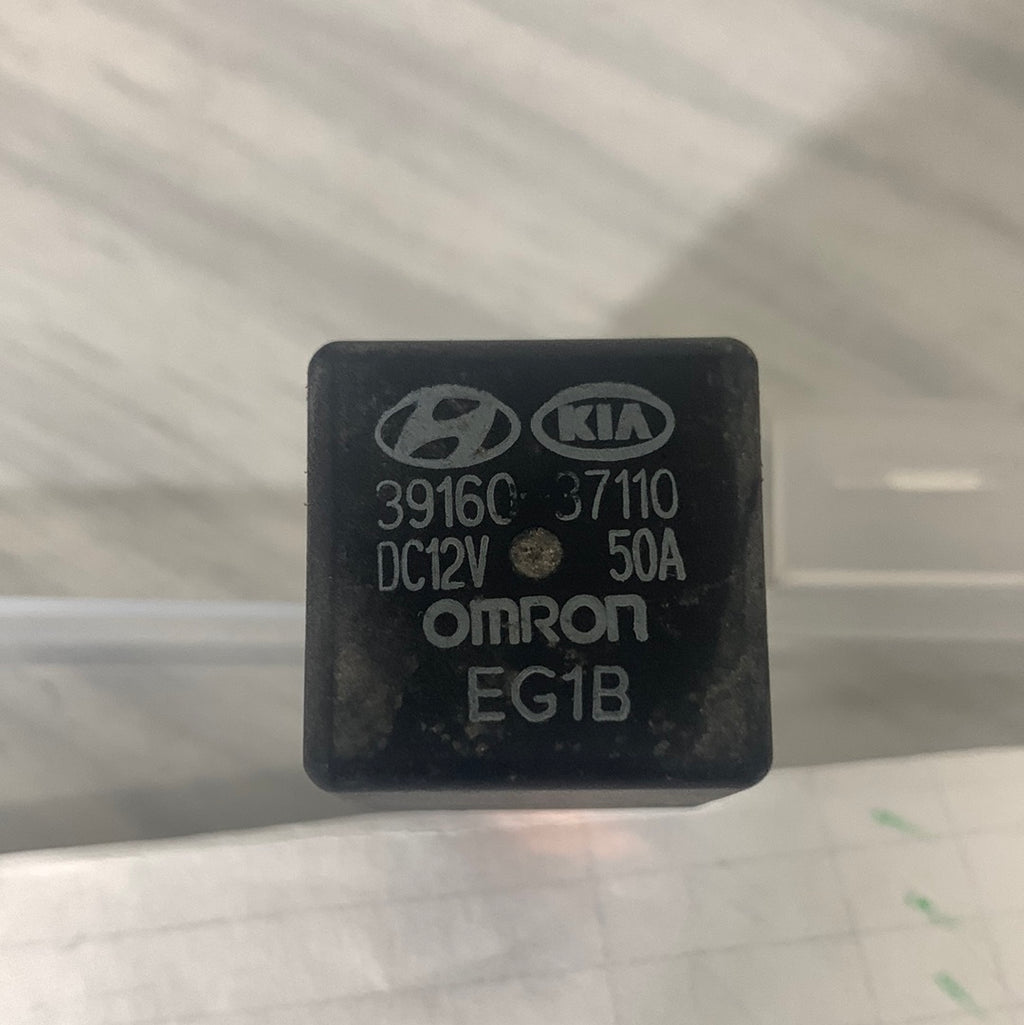 KIA
39160-37110
DC12V 50A
OMRON
EG1B